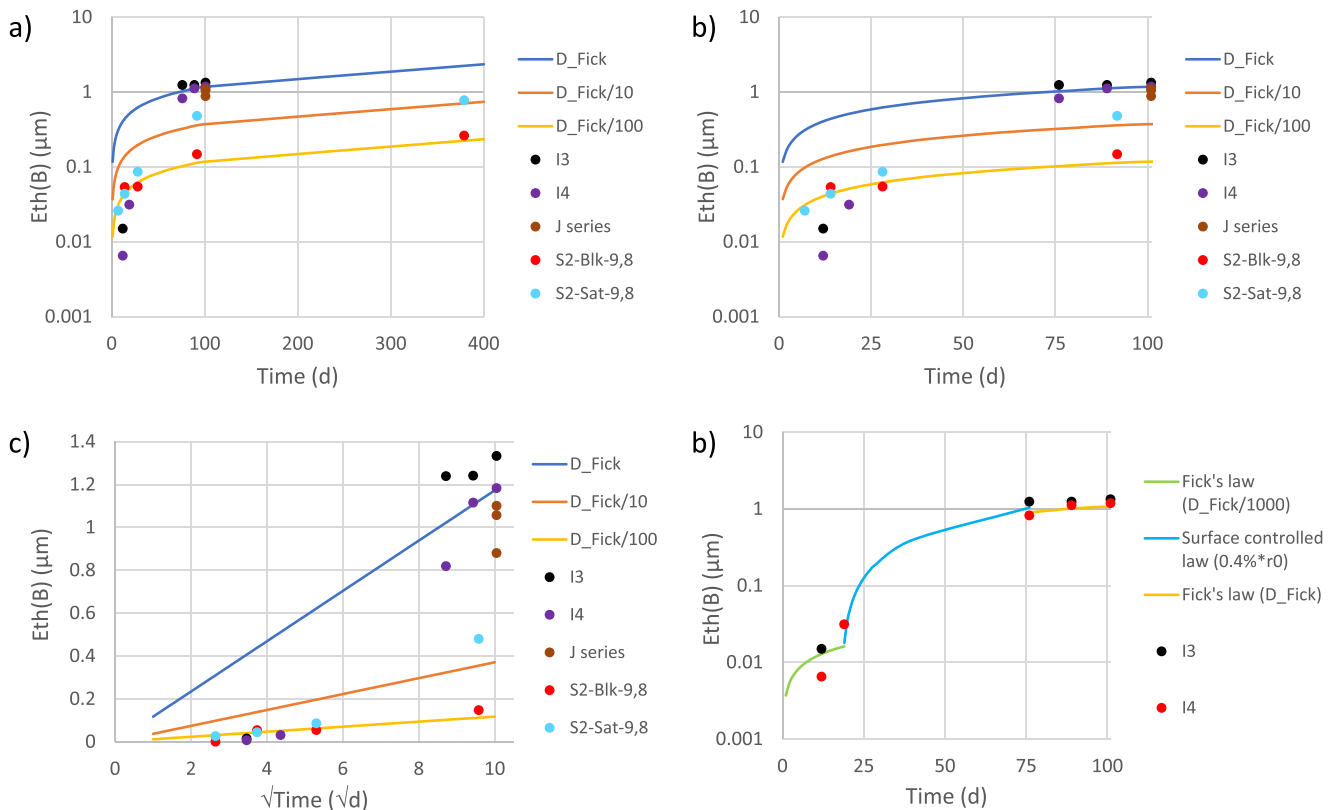 a)
10
1
0.1
0.01
0.001
Eth(B) (µm)
0
100
200
300
400
Time (d)
D_Fick
D_Fick/10
D_Fick/100
I3
I4
J series
S2-Blk-9,8
S2-Sat-9,8
b)
10
1
0.1
0.01
0.001
Eth(B) (µm)
0
25
50
75
100
Time (d)
D_Fick
D_Fick/10
D_Fick/100
I3
I4
J series
S2-Blk-9,8
S2-Sat-9,8
c)
1.4
1.2
1
0.8
0.6
0.4
0.2
0
Eth(B) (µm)
0
2
4
6
8
10
√Time (√d)
D_Fick
D_Fick/10
D_Fick/100
I3
I4
J series
S2-Blk-9,8
S2-Sat-9,8
b)
10
1
0.1
0.01
0.001
Eth(B) (µm)
0
25
50
75
100
Time (d)
Fick's law
(D_Fick/1000)
Surface controlled
law (0.4%*r0)
Fick's law (D_Fick)
I3
I4